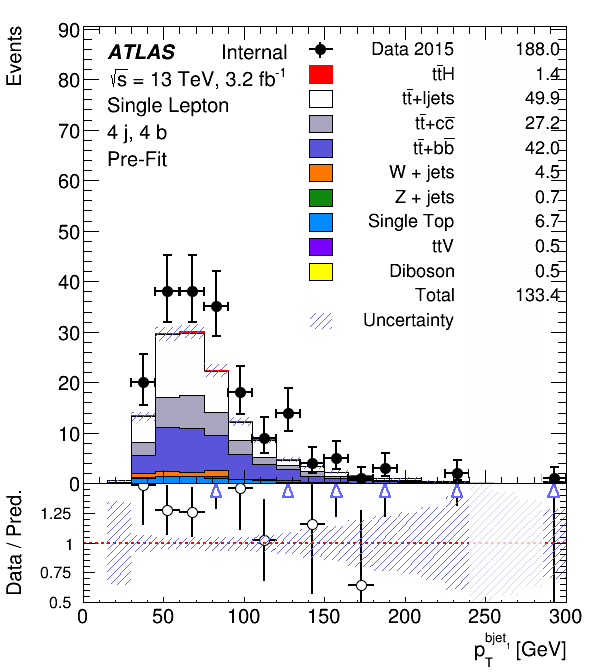 Events
90
80
70
60
50
40
30
20
10
0
ATLAS Internal
√s = 13 TeV, 3.2 fb⁻¹
Single Lepton
4 j, 4 b
Pre-Fit
Data 2015 188.0
tt̄H 1.4
tt̄+ljets 49.9
tt̄+cc̄ 27.2
tt̄+bb̄ 42.0
W + jets 4.5
Z + jets 0.7
Single Top 6.7
ttV 0.5
Diboson 0.5
Total 133.4
Uncertainty
Data / Pred.
1.25
1
0.75
0.5
0 50 100 150 200 250 300
p_T^bjet, [GeV]